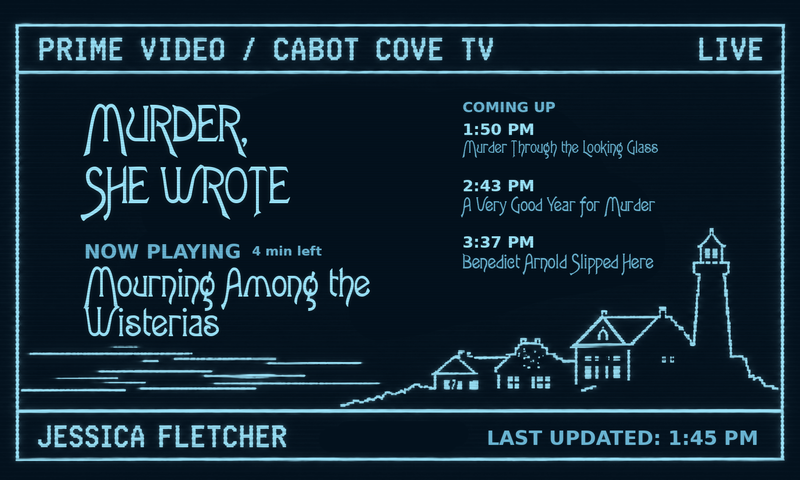 PRIME VIDEO / CABOT COVE TV
LIVE
MURDER,
SHE WROTE
NOW PLAYING 4 min left
Mourning Among the
Wisterias
COMING UP
1:50 PM
Murder Through the Looking Glass
2:43 PM
A Very Good Year for Murder
3:37 PM
Benedict Arnold Slipped Here
JESSICA FLETCHER
LAST UPDATED: 1:45 PM